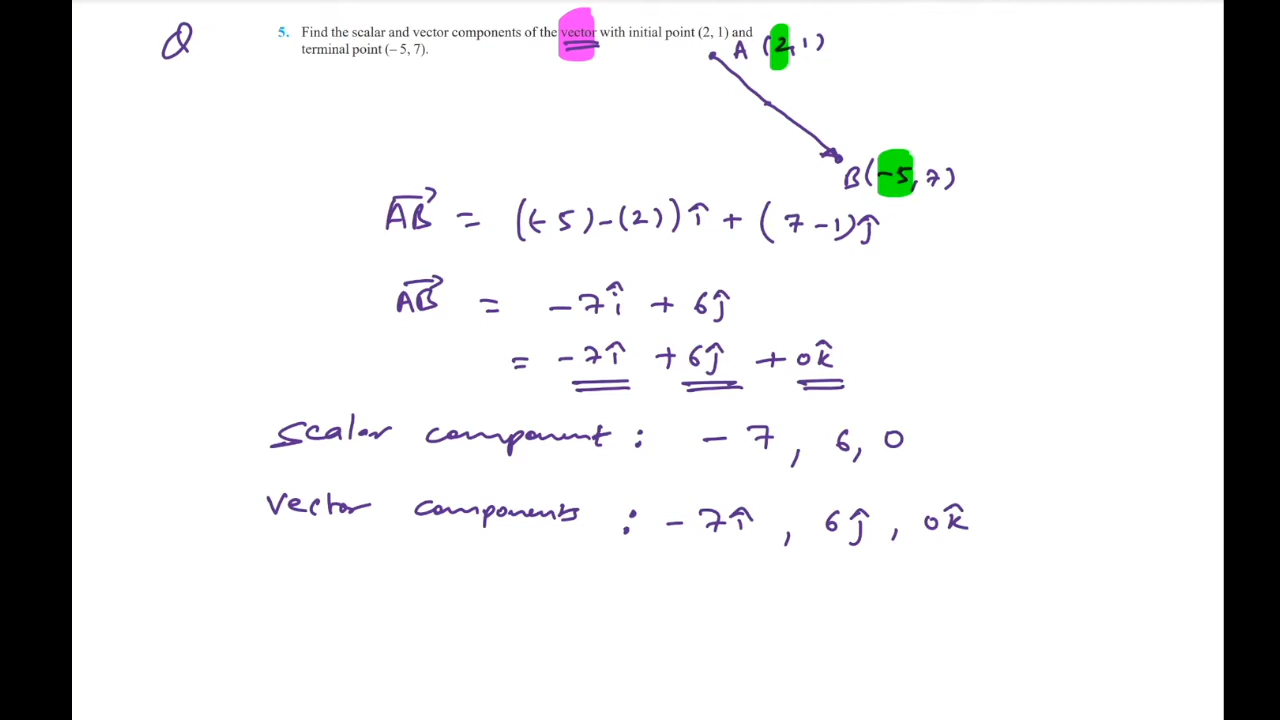 Q
5. Find the scalar and vector components of the vector with initial point (2, 1) and
terminal point (– 5, 7).
A (2, 1)
B(-5, 7)
$\overrightarrow{AB}$ = ((-5)-(2))î + (7-1)ĵ
$\overrightarrow{AB}$ = -7î + 6ĵ
= -7î + 6ĵ + 0k̂
scalar component : -7, 6, 0
vector components : -7î, 6ĵ, 0k̂